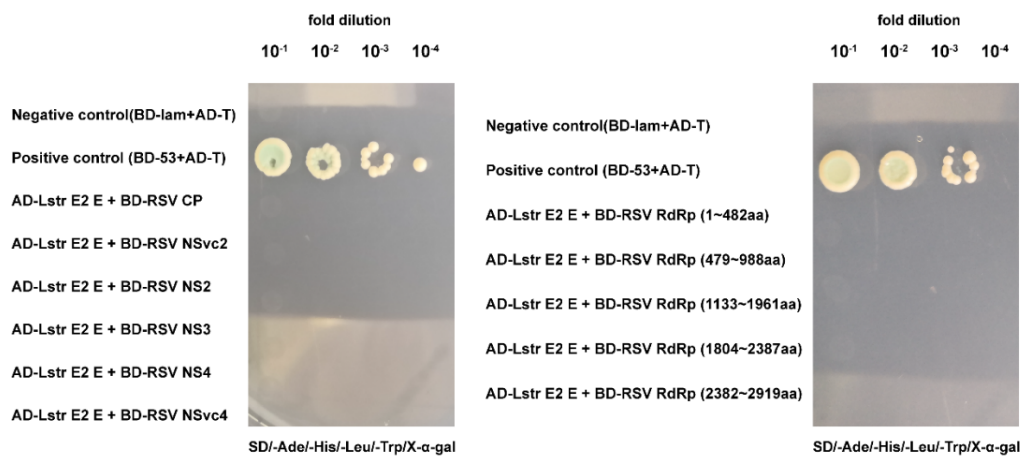 fold dilution
10⁻¹ 10⁻² 10⁻³ 10⁻⁴
Negative control(BD-lam+AD-T)
Positive control (BD-53+AD-T)
AD-Lstr E2 E + BD-RSV CP
AD-Lstr E2 E + BD-RSV NSvc2
AD-Lstr E2 E + BD-RSV NS2
AD-Lstr E2 E + BD-RSV NS3
AD-Lstr E2 E + BD-RSV NS4
AD-Lstr E2 E + BD-RSV NSvc4
SD/-Ade/-His/-Leu/-Trp/X-α-gal
fold dilution
10⁻¹ 10⁻² 10⁻³ 10⁻⁴
Negative control(BD-lam+AD-T)
Positive control (BD-53+AD-T)
AD-Lstr E2 E + BD-RSV RdRp (1~482aa)
AD-Lstr E2 E + BD-RSV RdRp (479~988aa)
AD-Lstr E2 E + BD-RSV RdRp (1133~1961aa)
AD-Lstr E2 E + BD-RSV RdRp (1804~2387aa)
AD-Lstr E2 E + BD-RSV RdRp (2382~2919aa)
SD/-Ade/-His/-Leu/-Trp/X-α-gal